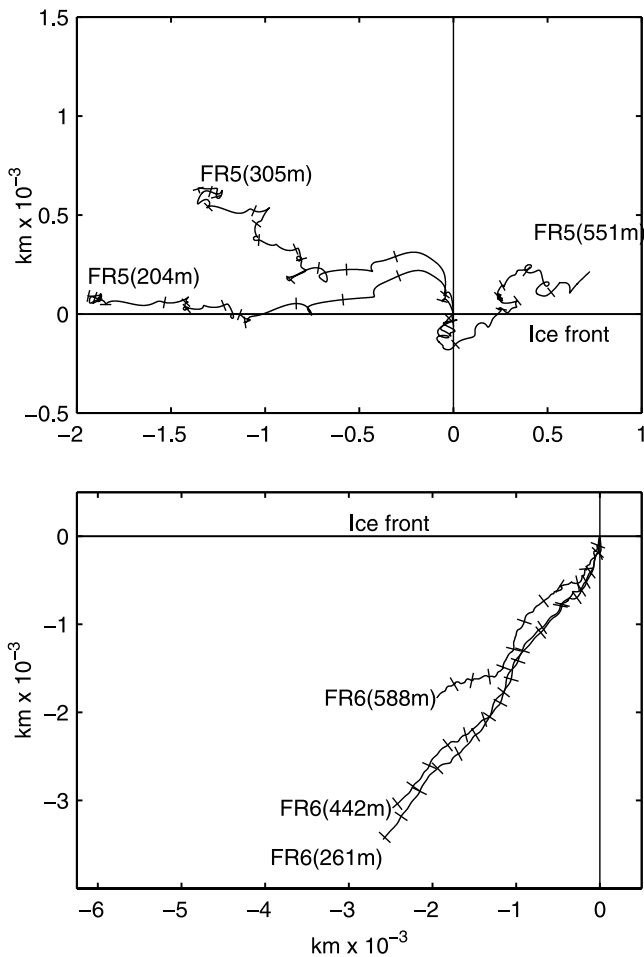 1.5
1
km x 10⁻³
FR5(305m)
0.5
FR5(551m)
FR5(204m)
0
Ice front
−0.5
−2 −1.5 −1 −0.5 0 0.5 1
Ice front
0
−1
km x 10⁻³
FR6(588m)
−2
−3
FR6(442m)
FR6(261m)
−6 −5 −4 −3 −2 −1 0
km x 10⁻³